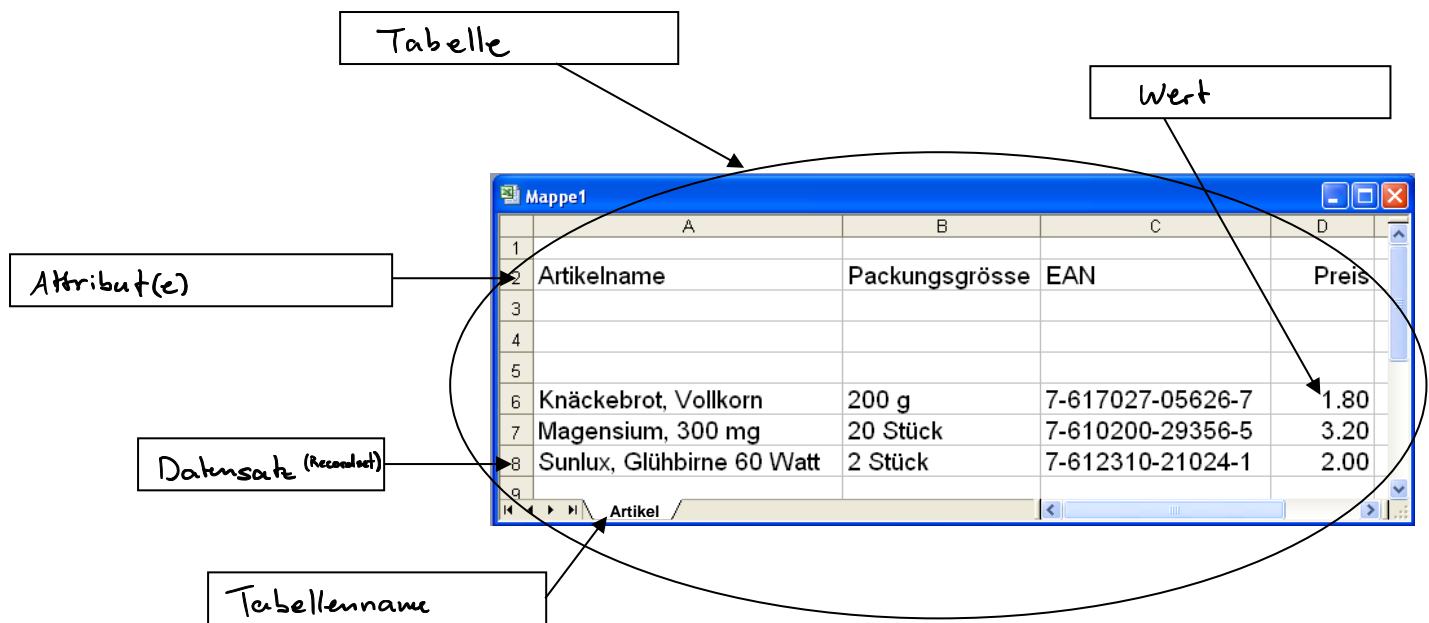 Tabelle
Wert
Mappe1
A B C D
1
Attribut(e)
2 Artikelname Packungsgrösse EAN Preis
3
4
5
6 Knäckebrot, Vollkorn 200 g 7-617027-05626-7 1.80
7 Magensium, 300 mg 20 Stück 7-610200-29356-5 3.20
Datensatz (Recordset)
8 Sunlux, Glühbirne 60 Watt 2 Stück 7-612310-21024-1 2.00
9
Artikel
Tabellenname